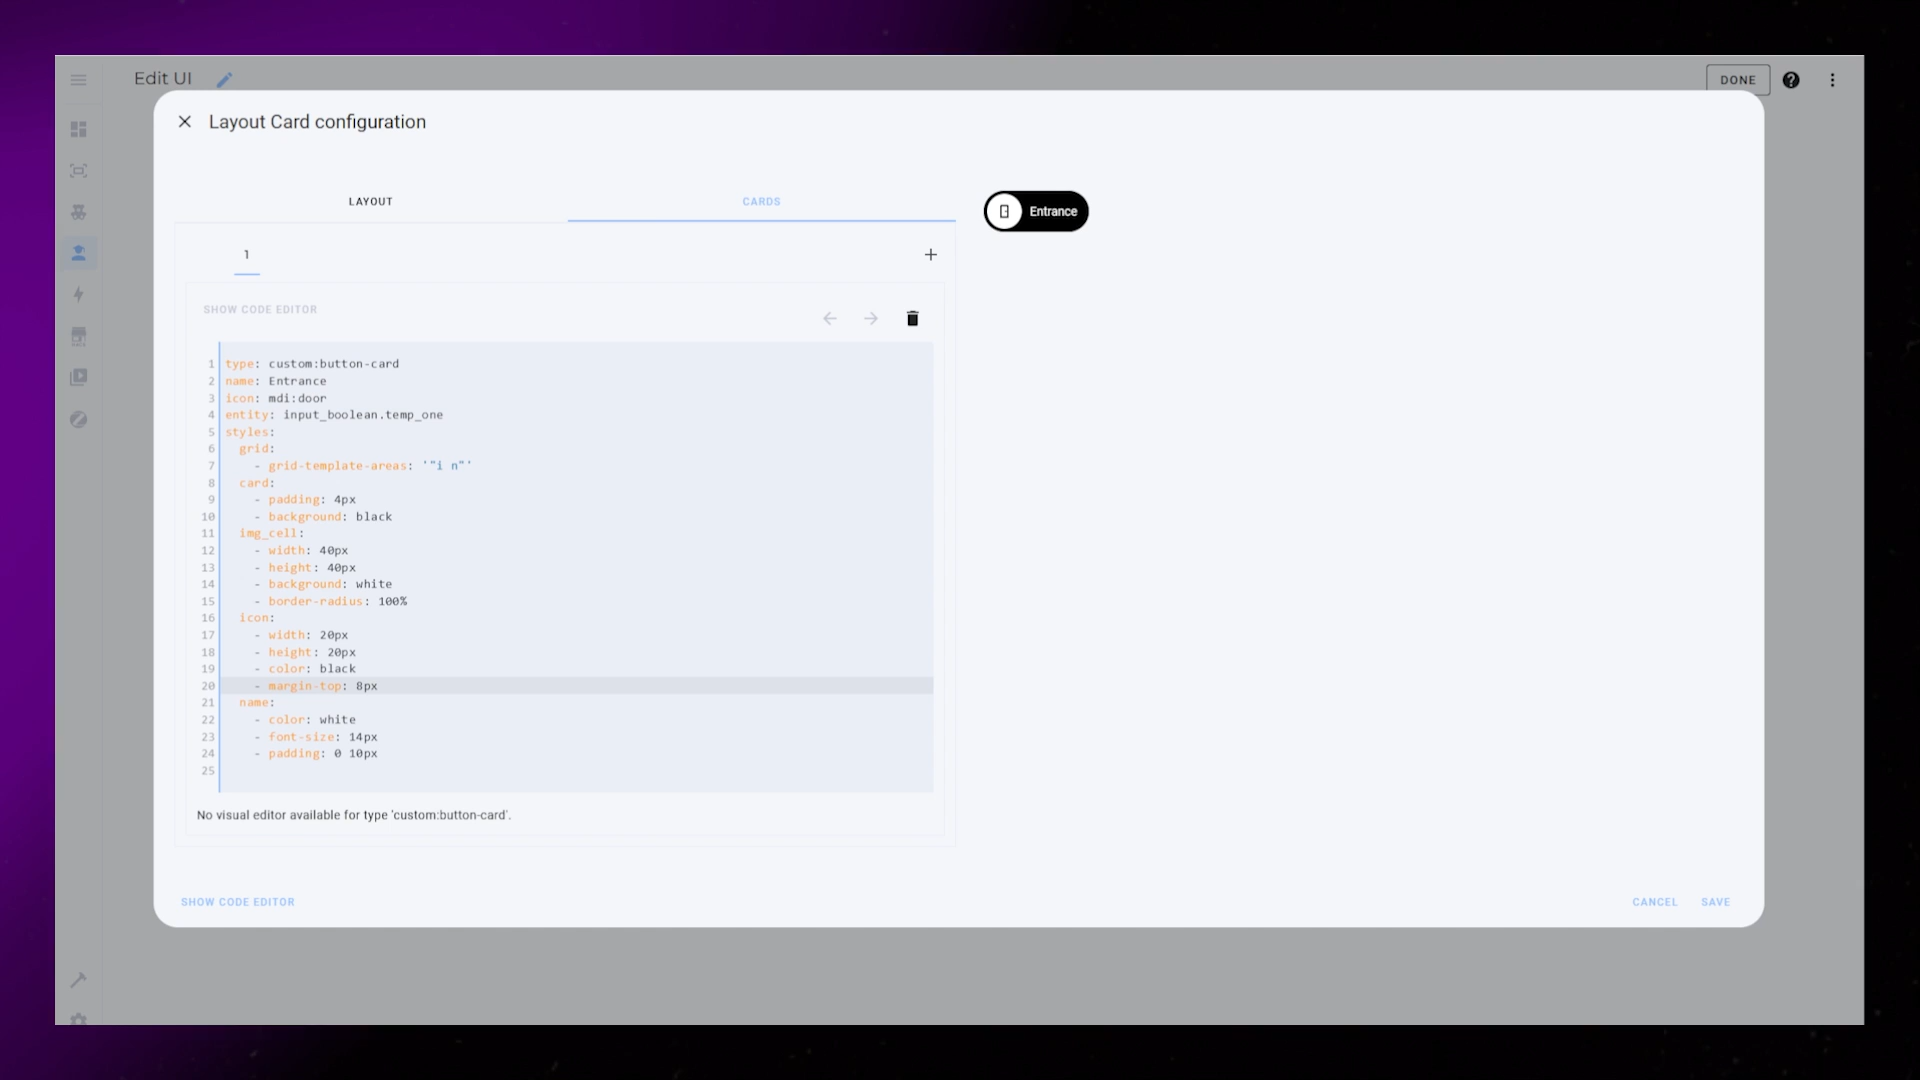 Edit UI
DONE
Layout Card configuration
LAYOUT
CARDS
Entrance
1
SHOW CODE EDITOR
1 type: custom:button-card
2 name: Entrance
3 icon: mdi:door
4 entity: input_boolean.temp_one
5 styles:
6   grid:
7     - grid-template-areas: '"i n"'
8   card:
9     - padding: 4px
10     - background: black
11   img_cell:
12     - width: 40px
13     - height: 40px
14     - background: white
15     - border-radius: 100%
16   icon:
17     - width: 20px
18     - height: 20px
19     - color: black
20     - margin-top: 8px
21   name:
22     - color: white
23     - font-size: 14px
24     - padding: 0 10px
25
No visual editor available for type 'custom:button-card'.
SHOW CODE EDITOR
CANCEL
SAVE